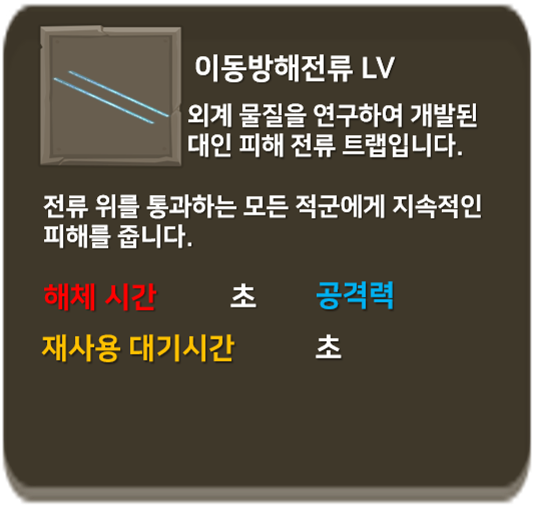 이동방해전류 LV
외계 물질을 연구하여 개발된
대인 피해 전류 트랩입니다.
전류 위를 통과하는 모든 적군에게 지속적인
피해를 줍니다.
해체 시간 초 공격력
재사용 대기시간 초